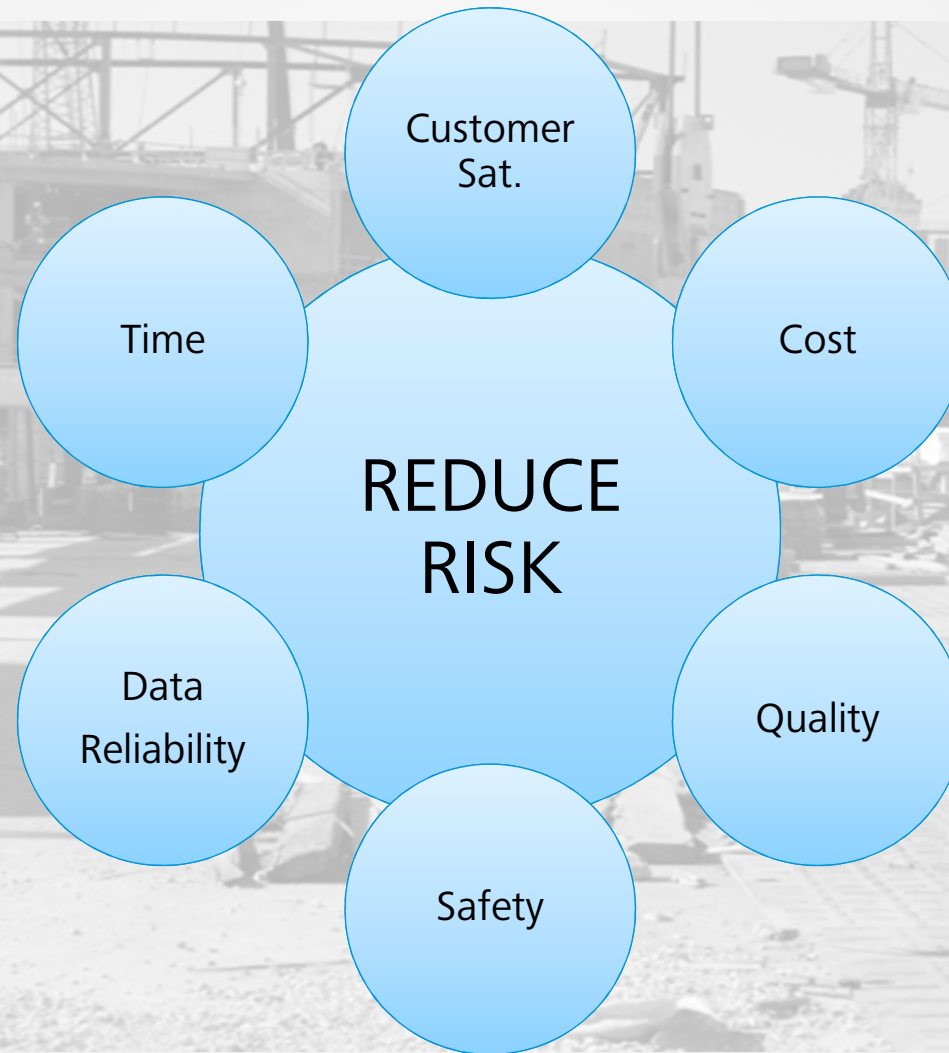 Customer
Sat.
Time
Cost
REDUCE
RISK
Data
Reliability
Quality
Safety